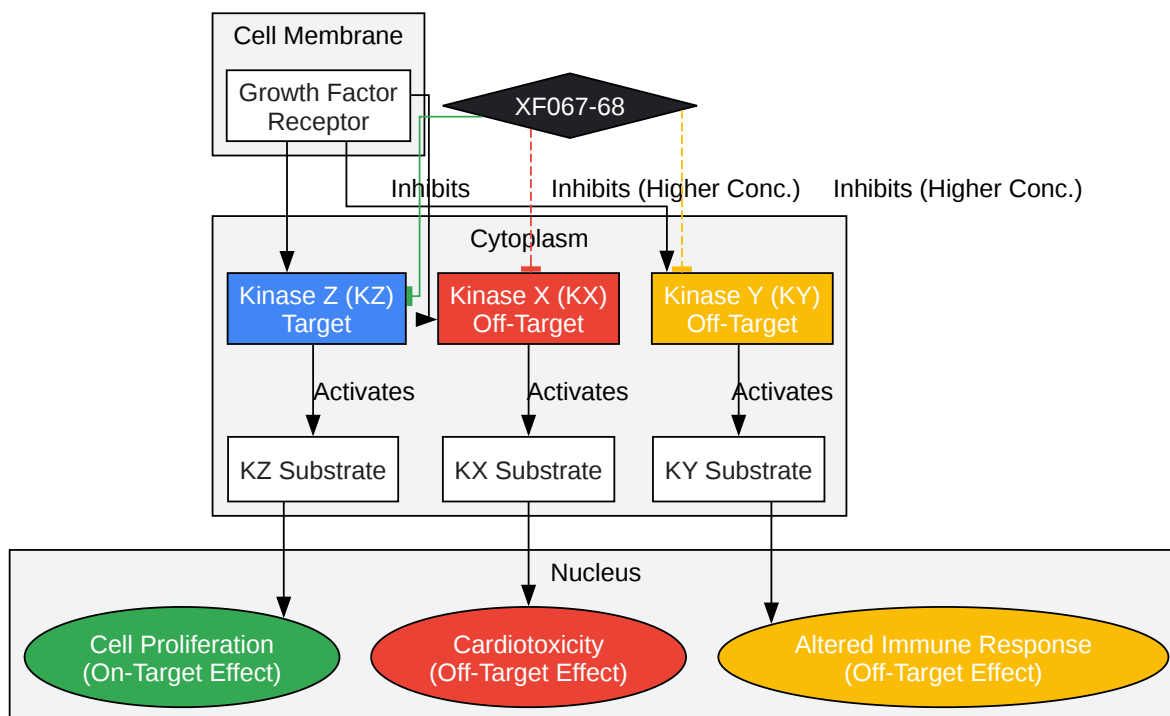 Cell Membrane
Growth Factor
Receptor
XF067-68
Inhibits
Inhibits (Higher Conc.)
Inhibits (Higher Conc.)
Cytoplasm
Kinase Z (KZ)
Target
Kinase X (KX)
Off-Target
Kinase Y (KY)
Off-Target
Activates
Activates
Activates
KZ Substrate
KX Substrate
KY Substrate
Nucleus
Cell Proliferation
(On-Target Effect)
Cardiotoxicity
(Off-Target Effect)
Altered Immune Response
(Off-Target Effect)